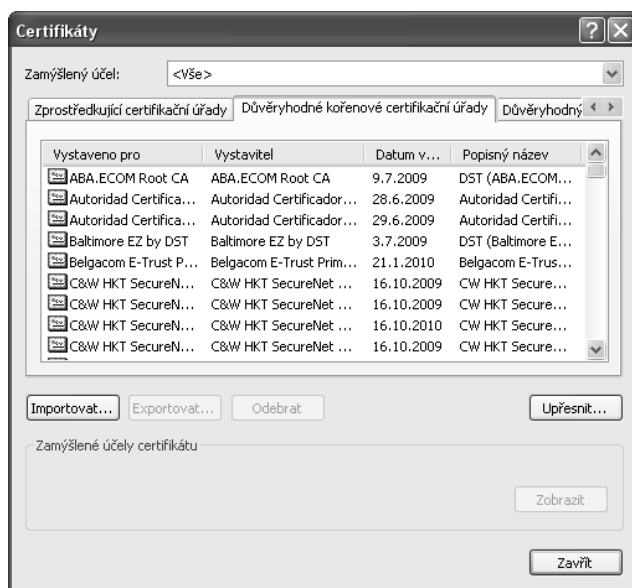 Certifikáty
Zamýšlený účel: <Vše>
Zprostředkující certifikační úřady Důvěryhodné kořenové certifikační úřady Důvěryhodný
Vystaveno pro Vystavitel Datum v... Popisný název
ABA.ECOM Root CA ABA.ECOM Root CA 9.7.2009 DST (ABA.ECOM...
Autoridad Certifica... Autoridad Certificador... 28.6.2009 Autoridad Certifi...
Autoridad Certifica... Autoridad Certificador... 29.6.2009 Autoridad Certifi...
Baltimore EZ by DST Baltimore EZ by DST 3.7.2009 DST (Baltimore E...
Belgacom E-Trust P... Belgacom E-Trust Prim... 21.1.2010 Belgacom E-Trus...
C&W HKT SecureN... C&W HKT SecureNet ... 16.10.2009 CW HKT Secure...
C&W HKT SecureN... C&W HKT SecureNet ... 16.10.2009 CW HKT Secure...
C&W HKT SecureN... C&W HKT SecureNet ... 16.10.2010 CW HKT Secure...
C&W HKT SecureN... C&W HKT SecureNet ... 16.10.2009 CW HKT Secure...
Importovat... Exportovat... Odebrat Upřesnit...
Zamýšlené účely certifikátu
Zobrazit
Zavřít